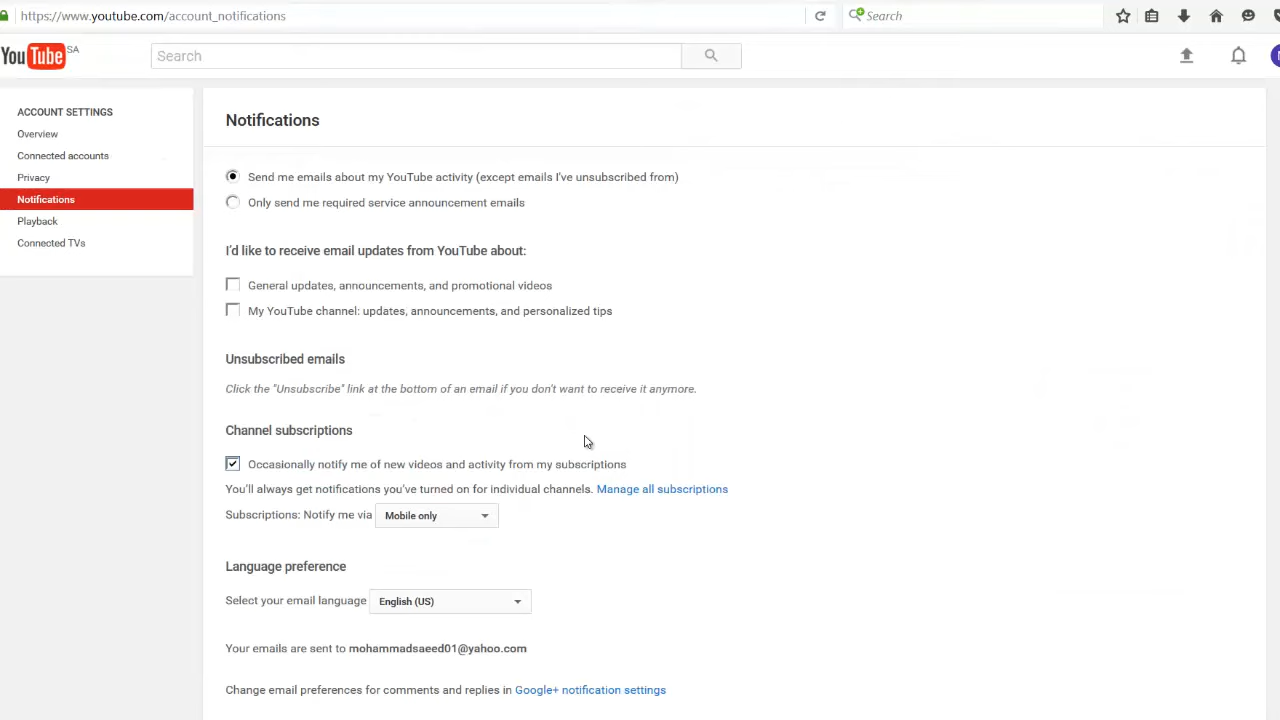 https://www.youtube.com/account_notifications
Search
YouTube SA
Search
N
ACCOUNT SETTINGS
Overview
Connected accounts
Privacy
Notifications
Playback
Connected TVs
Notifications
Send me emails about my YouTube activity (except emails I've unsubscribed from)
Only send me required service announcement emails
I'd like to receive email updates from YouTube about:
General updates, announcements, and promotional videos
My YouTube channel: updates, announcements, and personalized tips
Unsubscribed emails
Click the "Unsubscribe" link at the bottom of an email if you don't want to receive it anymore.
Channel subscriptions
Occasionally notify me of new videos and activity from my subscriptions
You'll always get notifications you've turned on for individual channels. Manage all subscriptions
Subscriptions: Notify me via Mobile only
Language preference
Select your email language English (US)
Your emails are sent to mohammadsaeed01@yahoo.com
Change email preferences for comments and replies in Google+ notification settings